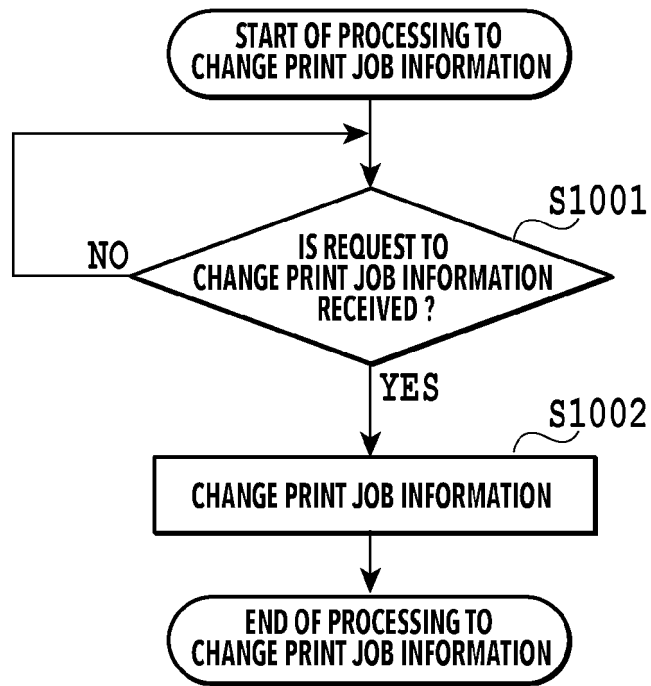 START OF PROCESSING TO
CHANGE PRINT JOB INFORMATION
S1001
IS REQUEST TO
CHANGE PRINT JOB INFORMATION
RECEIVED ?
NO
YES
S1002
CHANGE PRINT JOB INFORMATION
END OF PROCESSING TO
CHANGE PRINT JOB INFORMATION